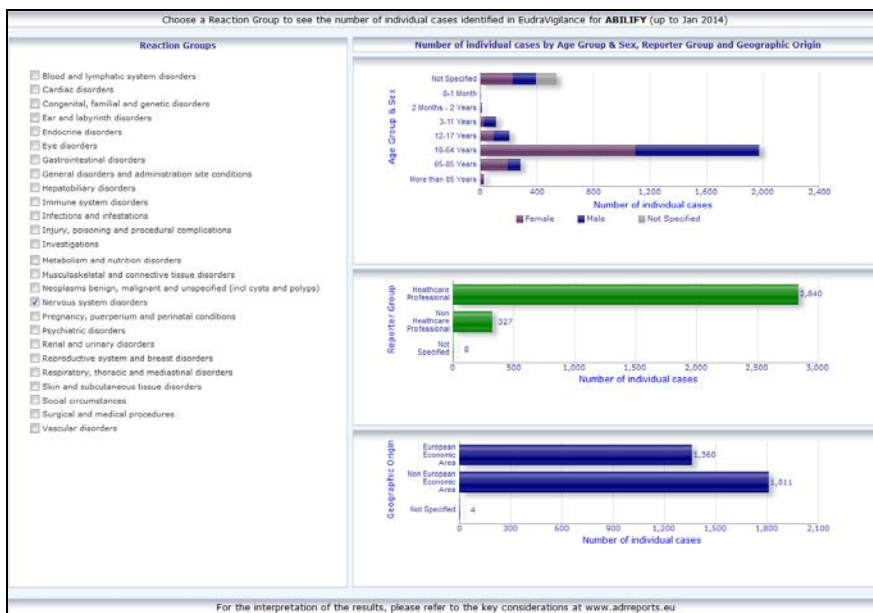 Choose a Reaction Group to see the number of individual cases identified in EudraVigilance for ABILIFY (up to Jan 2014)
Reaction Groups
Blood and lymphatic system disorders
Cardiac disorders
Congenital, familial and genetic disorders
Ear and labyrinth disorders
Endocrine disorders
Eye disorders
Gastrointestinal disorders
General disorders and administration site conditions
Hepatobiliary disorders
Immune system disorders
Infections and infestations
Injury, poisoning and procedural complications
Investigations
Metabolism and nutrition disorders
Musculoskeletal and connective tissue disorders
Neoplasms benign, malignant and unspecified (incl cysts and polyps)
Nervous system disorders
Pregnancy, puerperium and perinatal conditions
Psychiatric disorders
Renal and urinary disorders
Reproductive system and breast disorders
Respiratory, thoracic and mediastinal disorders
Skin and subcutaneous tissue disorders
Social circumstances
Surgical and medical procedures
Vascular disorders
Number of individual cases by Age Group & Sex, Reporter Group and Geographic Origin
Age Group & Sex
Not Specified
0-1 Month
2 Months - 2 Years
3-11 Years
12-17 Years
18-64 Years
65-85 Years
More than 85 Years
0 400 800 1,200 1,600 2,000 2,400
Number of individual cases
Female Male Not Specified
Reporter Group
Healthcare
Professional
2,840
Non
Healthcare
Professional
327
Not
Specified
8
0 500 1,000 1,500 2,000 2,500 3,000
Number of individual cases
Geographic Origin
European
Economic
Area
1,360
Non European
Economic
Area
1,811
Not Specified
4
0 300 600 900 1,200 1,500 1,800 2,100
Number of individual cases
For the interpretation of the results, please refer to the key considerations at www.adrreports.eu